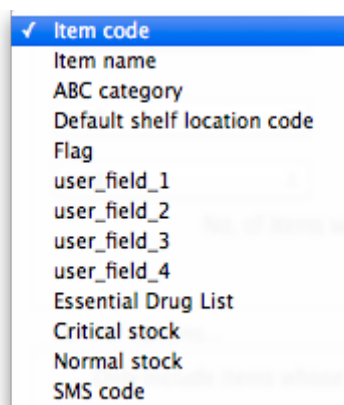 ✓ Item code
Item name
ABC category
Default shelf location code
Flag
user_field_1
user_field_2
user_field_3
user_field_4
Essential Drug List
Critical stock
Normal stock
SMS code